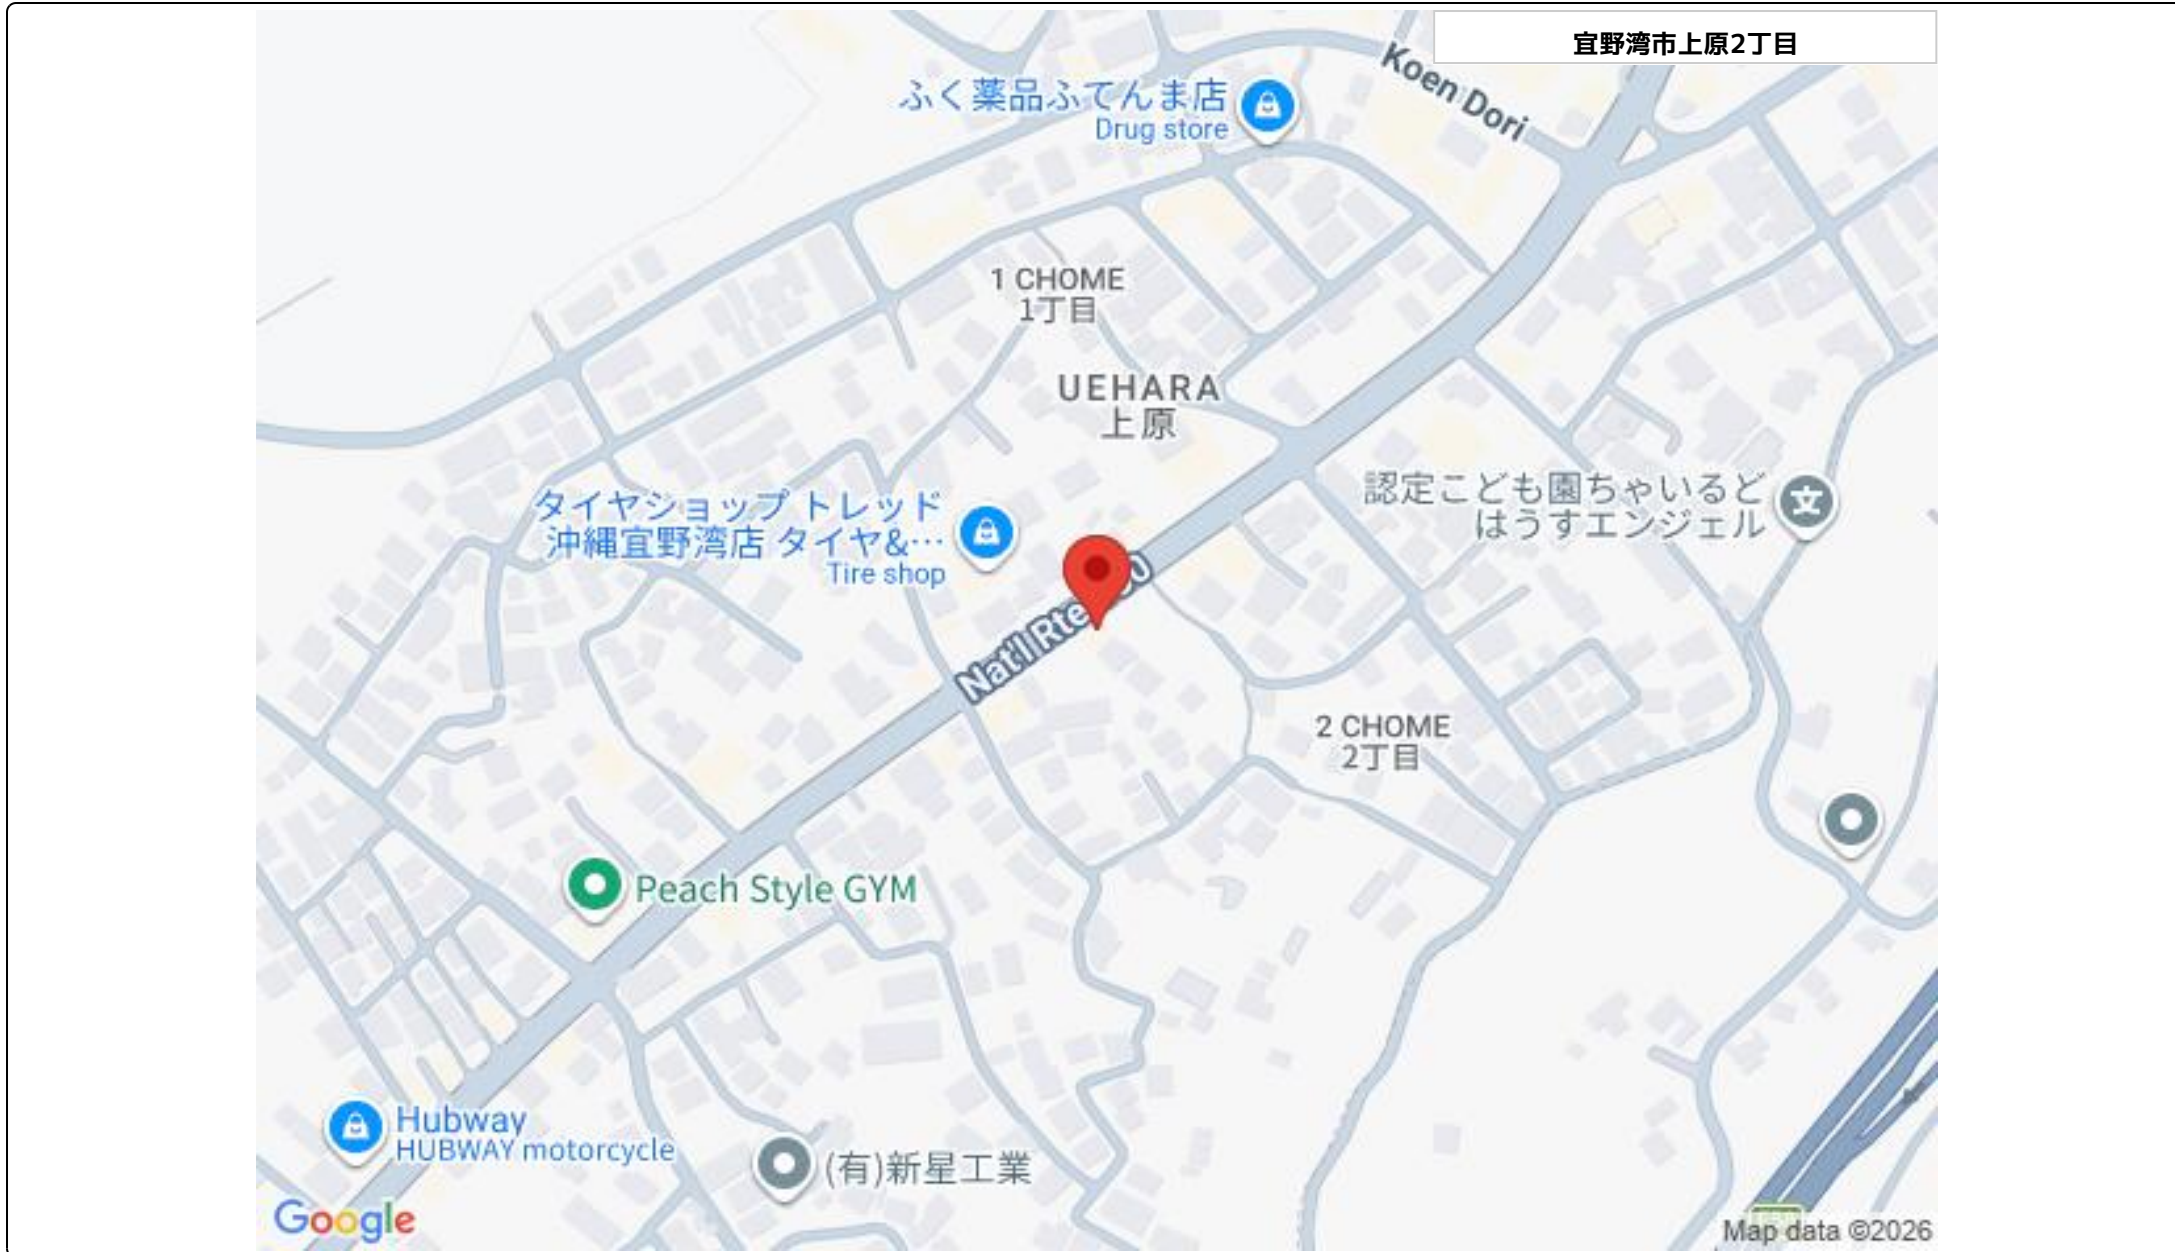 宜野湾市上原2丁目
Koen Dori
ふく薬品ふてんま店
Drug store
1 CHOME
1丁目
UEHARA
上原
タイヤショップ トレッド
沖縄宜野湾店 タイヤ&…
Tire shop
認定こども園ちゃいるど
はうすエンジェル
文
Nat'l Rte
2 CHOME
2丁目
Peach Style GYM
Hubway
HUBWAY motorcycle
(有)新星工業
Google
Map data ©2026